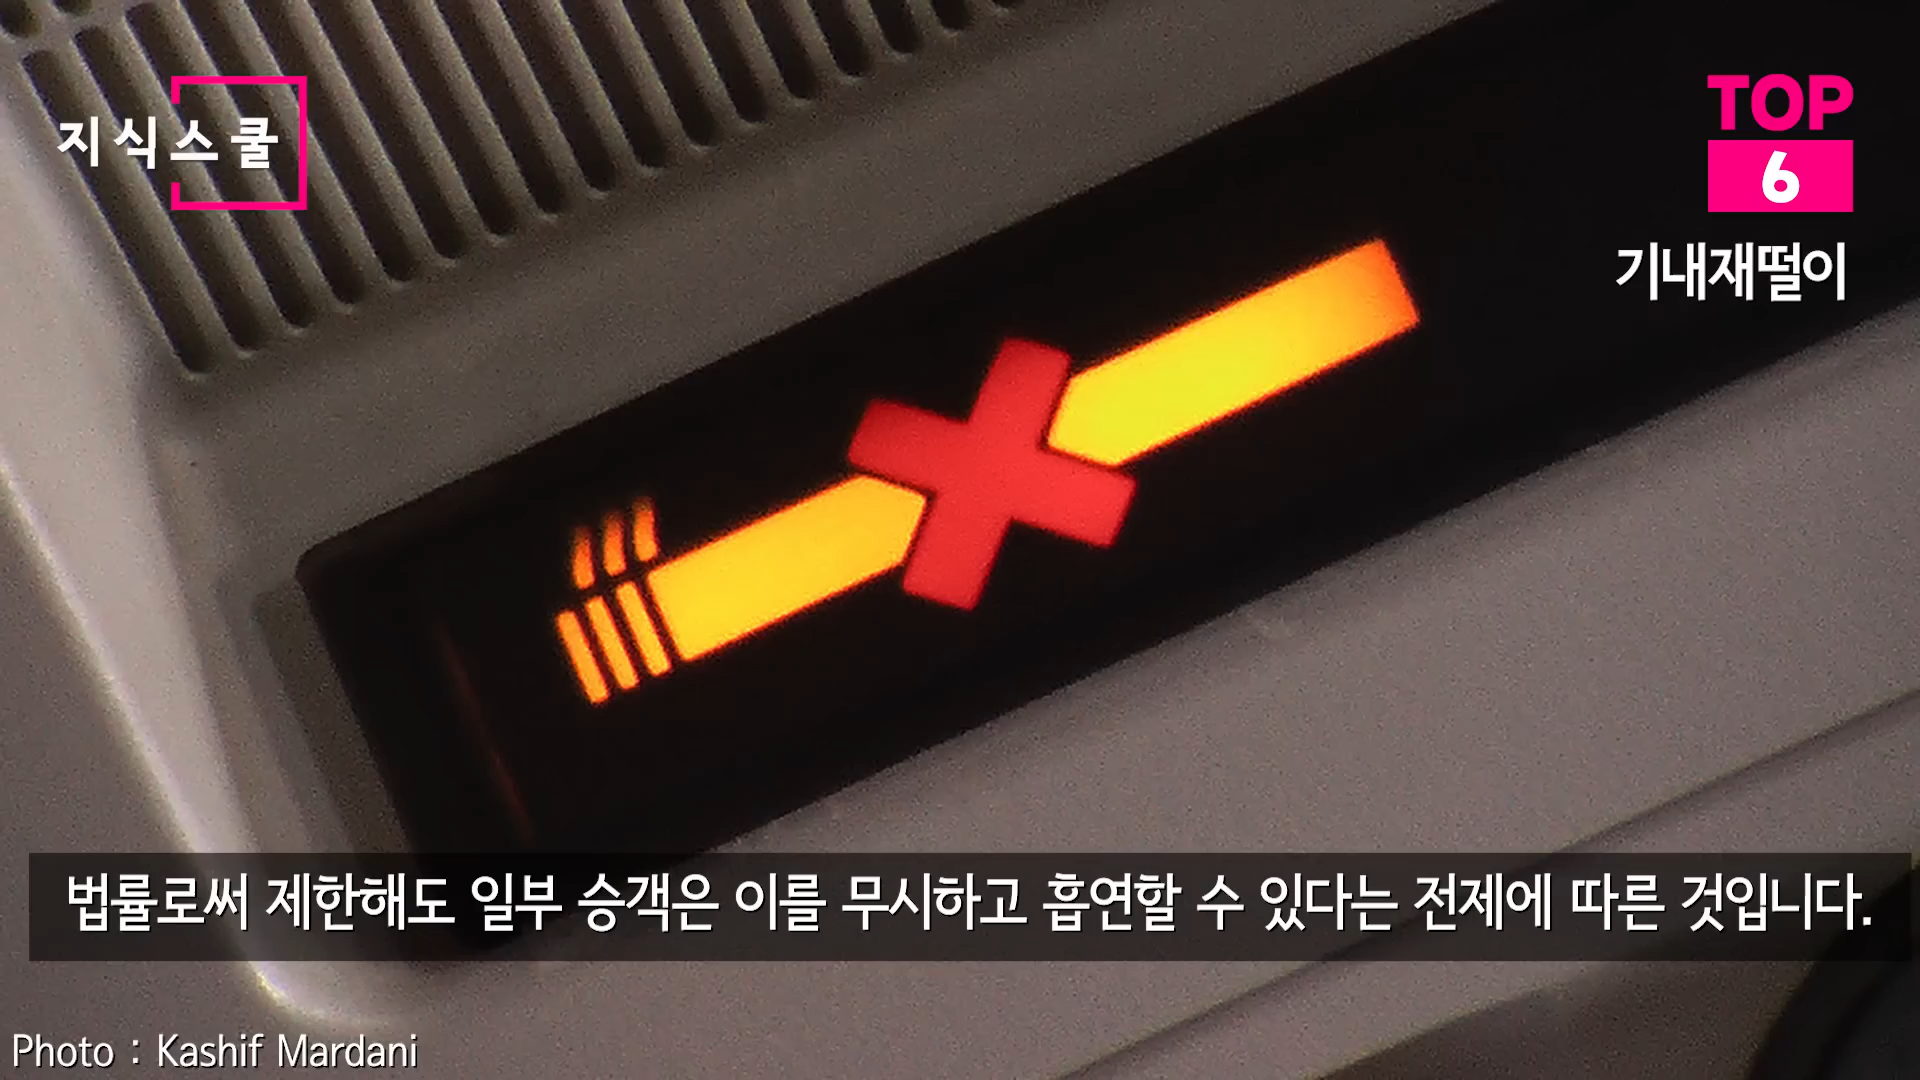 지식스쿨
TOP
6
기내재떨이
법률로써 제한해도 일부 승객은 이를 무시하고 흡연할 수 있다는 전제에 따른 것입니다.
Photo : Kashif Mardani